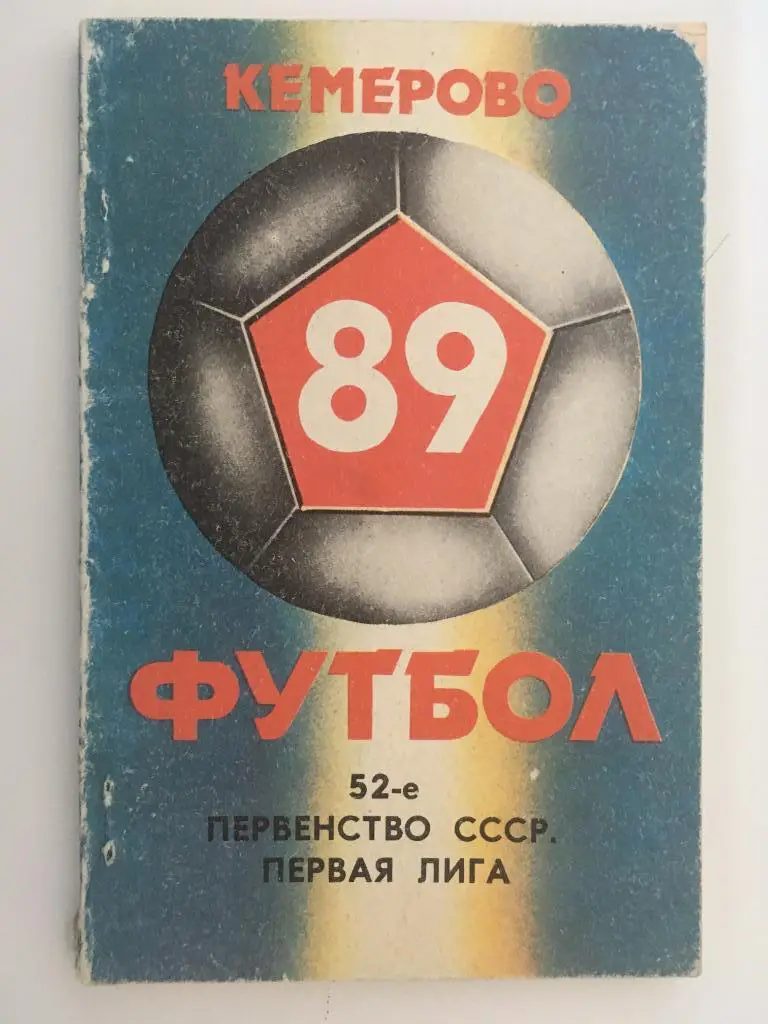 КЕМЕРОВО
89
ФУТБОЛ
52-е
ПЕРВЕНСТВО СССР.
ПЕРВАЯ ЛИГА